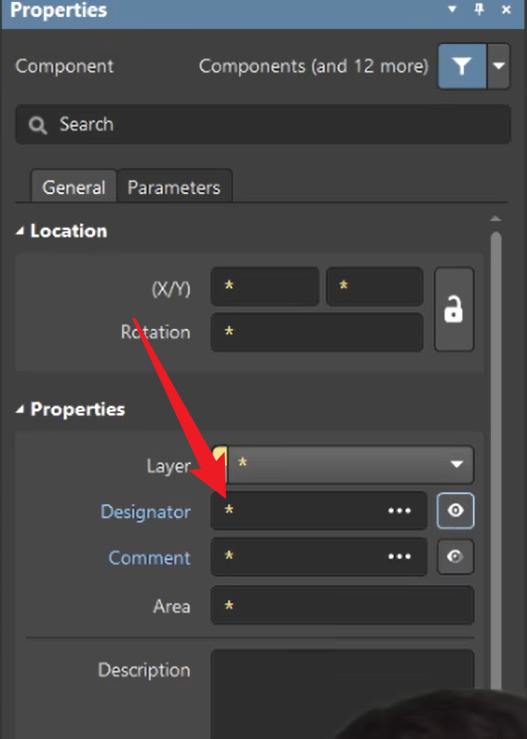 Properties
Component Components (and 12 more)
Search
General Parameters
Location
(X/Y) * *
Rotation *
Properties
Layer *
Designator * •••
Comment * •••
Area *
Description